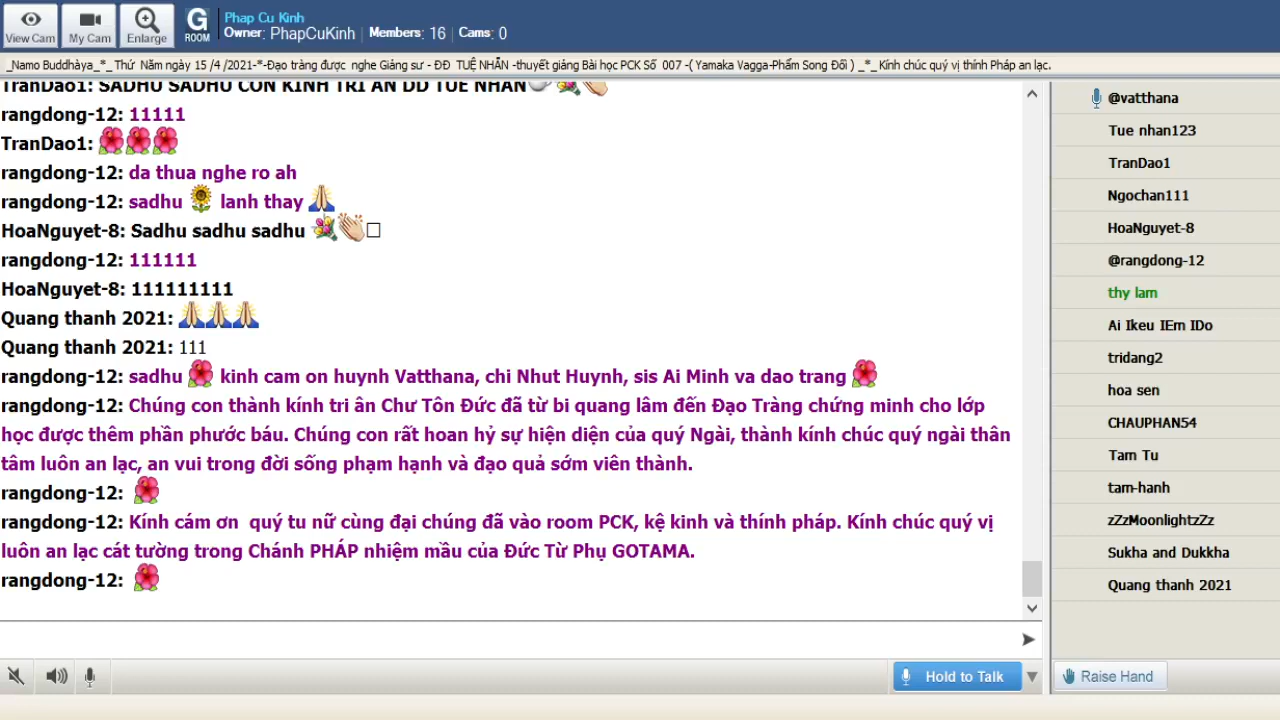 View Cam
My Cam
Enlarge
G
ROOM
Phap Cu Kinh
Owner: PhapCuKinh Members: 16 Cams: 0
_Namo Buddhàya_*_ Thứ Năm ngày 15 /4 /2021-*-Đạo tràng được nghe Giảng sư - ĐĐ TUỆ NHẪN -thuyết giảng Bài học PCK Số 007 -( Yamaka Vagga-Phẩm Song Đối ) _*_ Kính chúc quý vị thính Pháp an lạc.
TranDao1: SADHU SADHU CON KINH TRI AN DD TUE NHAN
rangdong-12: 11111
TranDao1:
rangdong-12: da thua nghe ro ah
rangdong-12: sadhu lanh thay
HoaNguyet-8: Sadhu sadhu sadhu
rangdong-12: 111111
HoaNguyet-8: 111111111
Quang thanh 2021:
Quang thanh 2021: 111
rangdong-12: sadhu kinh cam on huynh Vatthana, chi Nhut Huynh, sis Ai Minh va dao trang
rangdong-12: Chúng con thành kính tri ân Chư Tôn Đức đã từ bi quang lâm đến Đạo Tràng chứng minh cho lớp
học được thêm phần phước báu. Chúng con rất hoan hỷ sự hiện diện của quý Ngài, thành kính chúc quý ngài thân
tâm luôn an lạc, an vui trong đời sống phạm hạnh và đạo quả sớm viên thành.
rangdong-12:
rangdong-12: Kính cám ơn quý tu nữ cùng đại chúng đã vào room PCK, kệ kinh và thính pháp. Kính chúc quý vị
luôn an lạc cát tường trong Chánh PHÁP nhiệm mầu của Đức Từ Phụ GOTAMA.
rangdong-12:
@vatthana
Tue nhan123
TranDao1
Ngochan111
HoaNguyet-8
@rangdong-12
thy lam
Ai Ikeu IEm IDo
tridang2
hoa sen
CHAUPHAN54
Tam Tu
tam-hanh
zZzMoonlightzZz
Sukha and Dukkha
Quang thanh 2021
Hold to Talk
Raise Hand